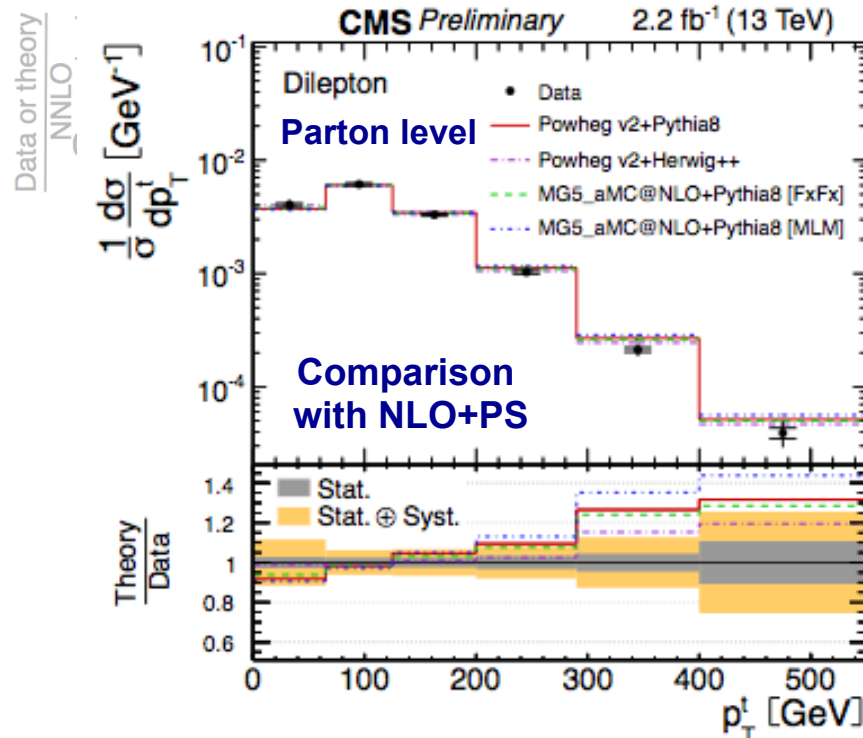 CMS Preliminary 2.2 fb⁻¹ (13 TeV)
Data or theory
NNLO
1/σ dσ/dpᵗ_T [GeV⁻¹]
10⁻¹
10⁻²
10⁻³
10⁻⁴
Dilepton
Parton level
Data
Powheg v2+Pythia8
Powheg v2+Herwig++
MG5_aMC@NLO+Pythia8 [FxFx]
MG5_aMC@NLO+Pythia8 [MLM]
Comparison
with NLO+PS
Theory
Data
1.4
1.2
1
0.8
0.6
Stat.
Stat. ⊕ Syst.
0 100 200 300 400 500
pᵗ_T [GeV]